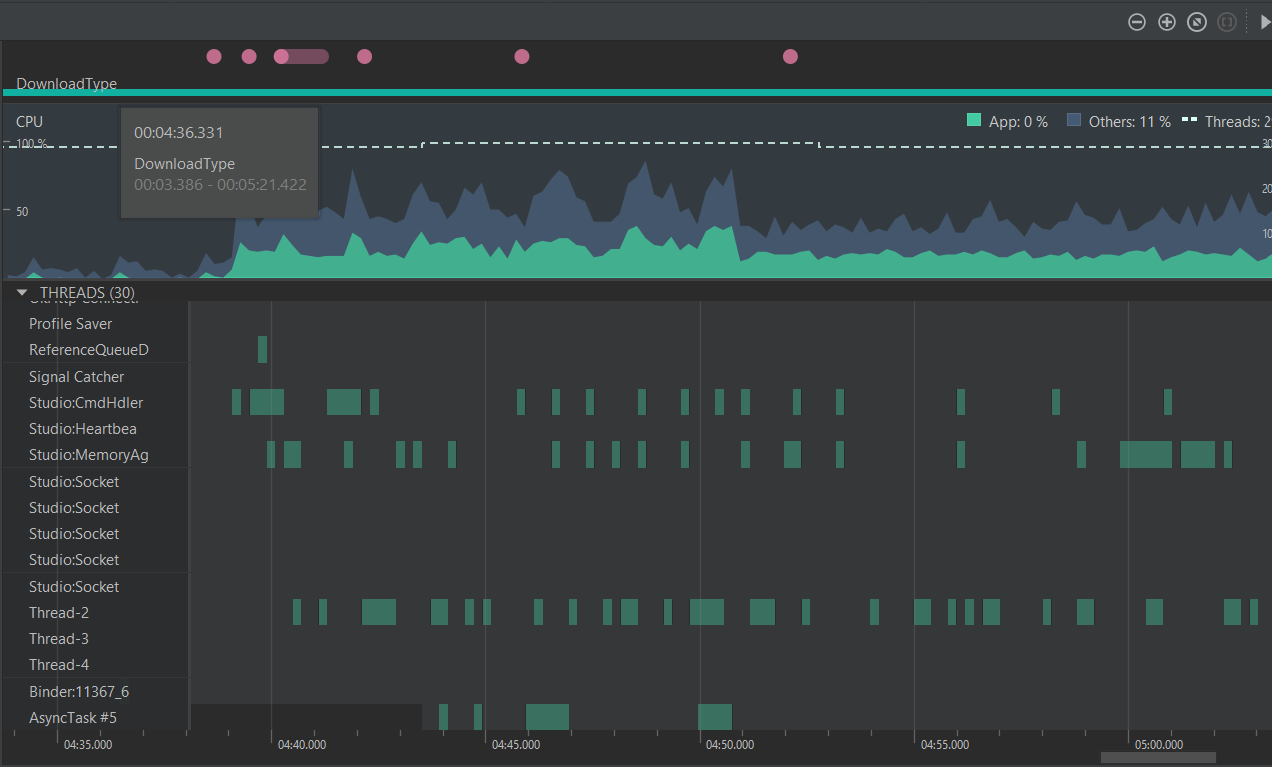 DownloadType
CPU
App: 0 %
Others: 11 %
Threads: 2
100 %
50
30
20
10
00:04:36.331
DownloadType
00:03.386 - 00:05:21.422
THREADS (30)
Profile Saver
ReferenceQueueD
Signal Catcher
Studio:CmdHdler
Studio:Heartbea
Studio:MemoryAg
Studio:Socket
Studio:Socket
Studio:Socket
Studio:Socket
Studio:Socket
Thread-2
Thread-3
Thread-4
Binder:11367_6
AsyncTask #5
04:35.000
04:40.000
04:45.000
04:50.000
04:55.000
05:00.000